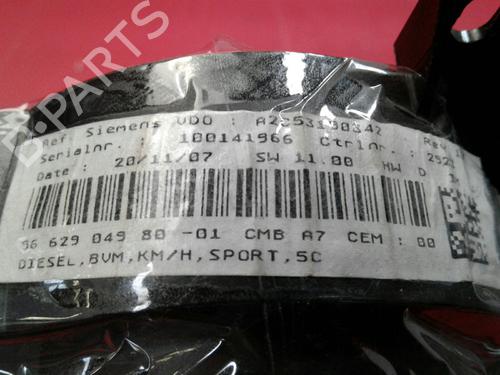 B-PARTS
Ref. Siemens VDO : A2C53190342 Rev
Serialnr. : 100141966 Ctrlnr. : 252
Date : 20/11/07 SW 11.00 HW D
96 629 049 80 -01 CMB A7 CEM : 00
DIESEL,BVM,KM/H,SPORT,5C